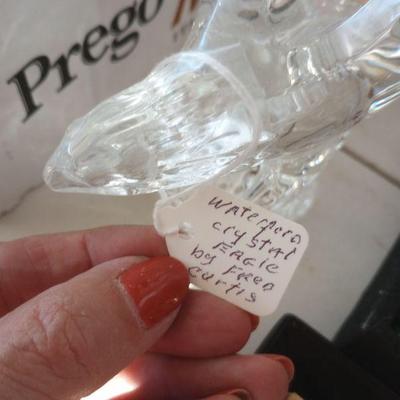 Prego
WATERFORD
CRYSTAL
EAGLE
by FRED
CURTIS